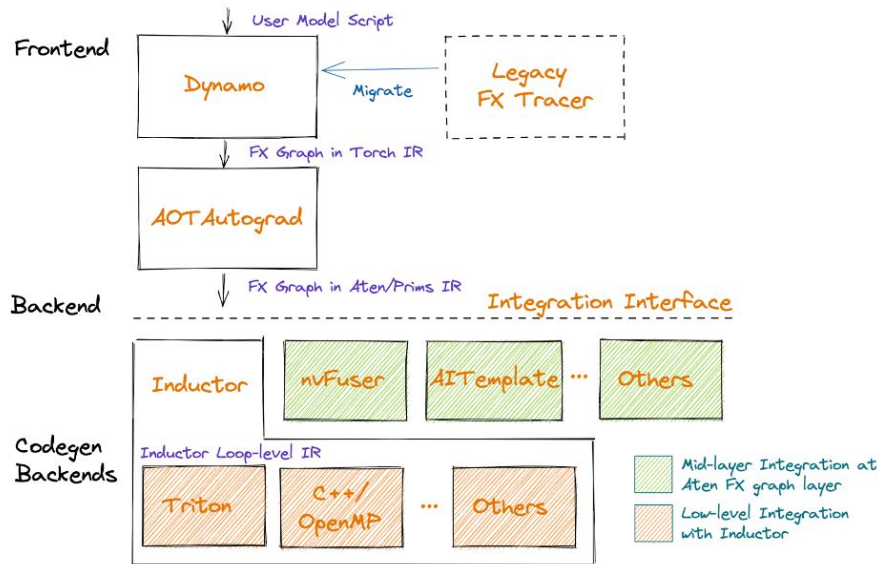 User Model Script
Frontend
Dynamo
Migrate
Legacy
FX Tracer
FX Graph in Torch IR
AOTAutograd
FX Graph in Aten/Prims IR
Backend
Integration Interface
Inductor
nvFuser
AITemplate
...
Others
Codegen
Backends
Inductor Loop-level IR
Triton
C++/
OpenMP
...
Others
Mid-layer Integration at
Aten FX graph layer
Low-level Integration
with Inductor